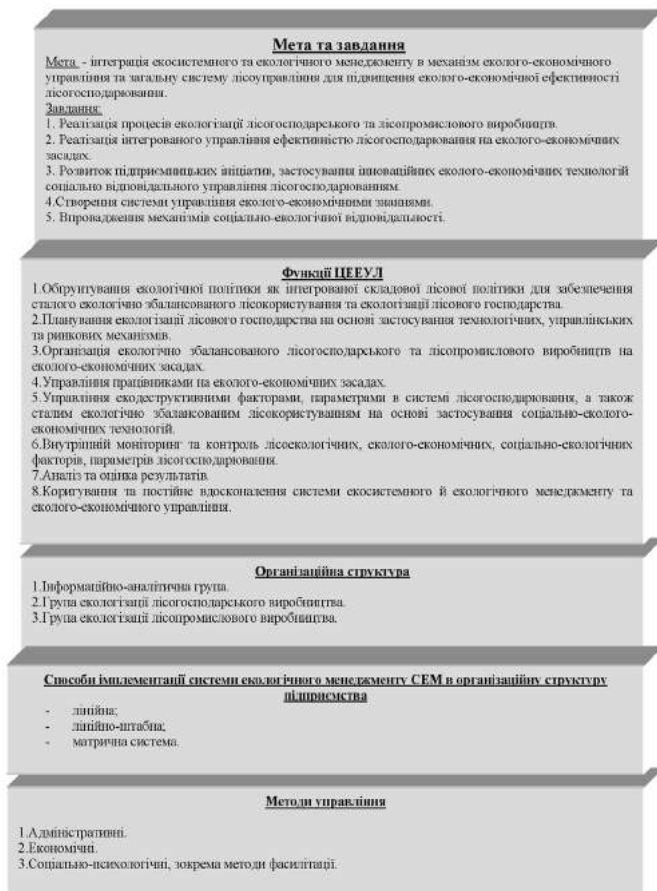 Мета та завдання
Мета - інтеграція екосистемного та екологічного менеджменту в механізм еколого-економічного
управління та загальну систему лісоуправління для підвищення еколого-економічної ефективності
лісогосподарювання.
Завдання:
1. Реалізація процесів екологізації лісогосподарського та лісопромислового виробництв.
2. Реалізація інтегрованого управління ефективністю лісогосподарювання на еколого-економічних
засадах.
3. Розвиток підприємницьких ініціатив, застосування інноваційних еколого-економічних технологій
соціально відповідального управління лісогосподарюванням.
4.Створення системи управління еколого-економічними знаннями.
5. Впровадження механізмів соціально-екологічної відповідальності.
Функції ЦЕЕУЛ
1.Обґрунтування екологічної політики як інтегрованої складової лісової політики для забезпечення
сталого екологічно збалансованого лісокористування та екологізації лісового господарства.
2.Планування екологізації лісового господарства на основі застосування технологічних, управлінських
та ринкових механізмів.
3.Організація екологічно збалансованого лісогосподарського та лісопромислового виробництв на
еколого-економічних засадах.
4.Управління працівниками на еколого-економічних засадах.
5.Управління екодеструктивними факторами, параметрами в системі лісогосподарювання, а також
сталим екологічно збалансованим лісокористуванням на основі застосування соціально-еколого-
економічних технологій.
6.Внутрішній моніторинг та контроль лісоекологічних, еколого-економічних, соціально-екологічних
факторів, параметрів лісогосподарювання.
7.Аналіз та оцінка результатів.
8.Коригування та постійне вдосконалення системи екосистемного й екологічного менеджменту та
еколого-економічного управління.
Організаційна структура
1.Інформаційно-аналітична група.
2.Група екологізації лісогосподарського виробництва.
3.Група екологізації лісопромислового виробництва.
Способи імплементації системи екологічного менеджменту СЕМ в організаційну структуру
підприємства
- лінійна;
- лінійно-штабна;
- матрична система.
Методи управління
1.Адміністративні.
2.Економічні.
3.Соціально-психологічні, зокрема методи фасилітації.